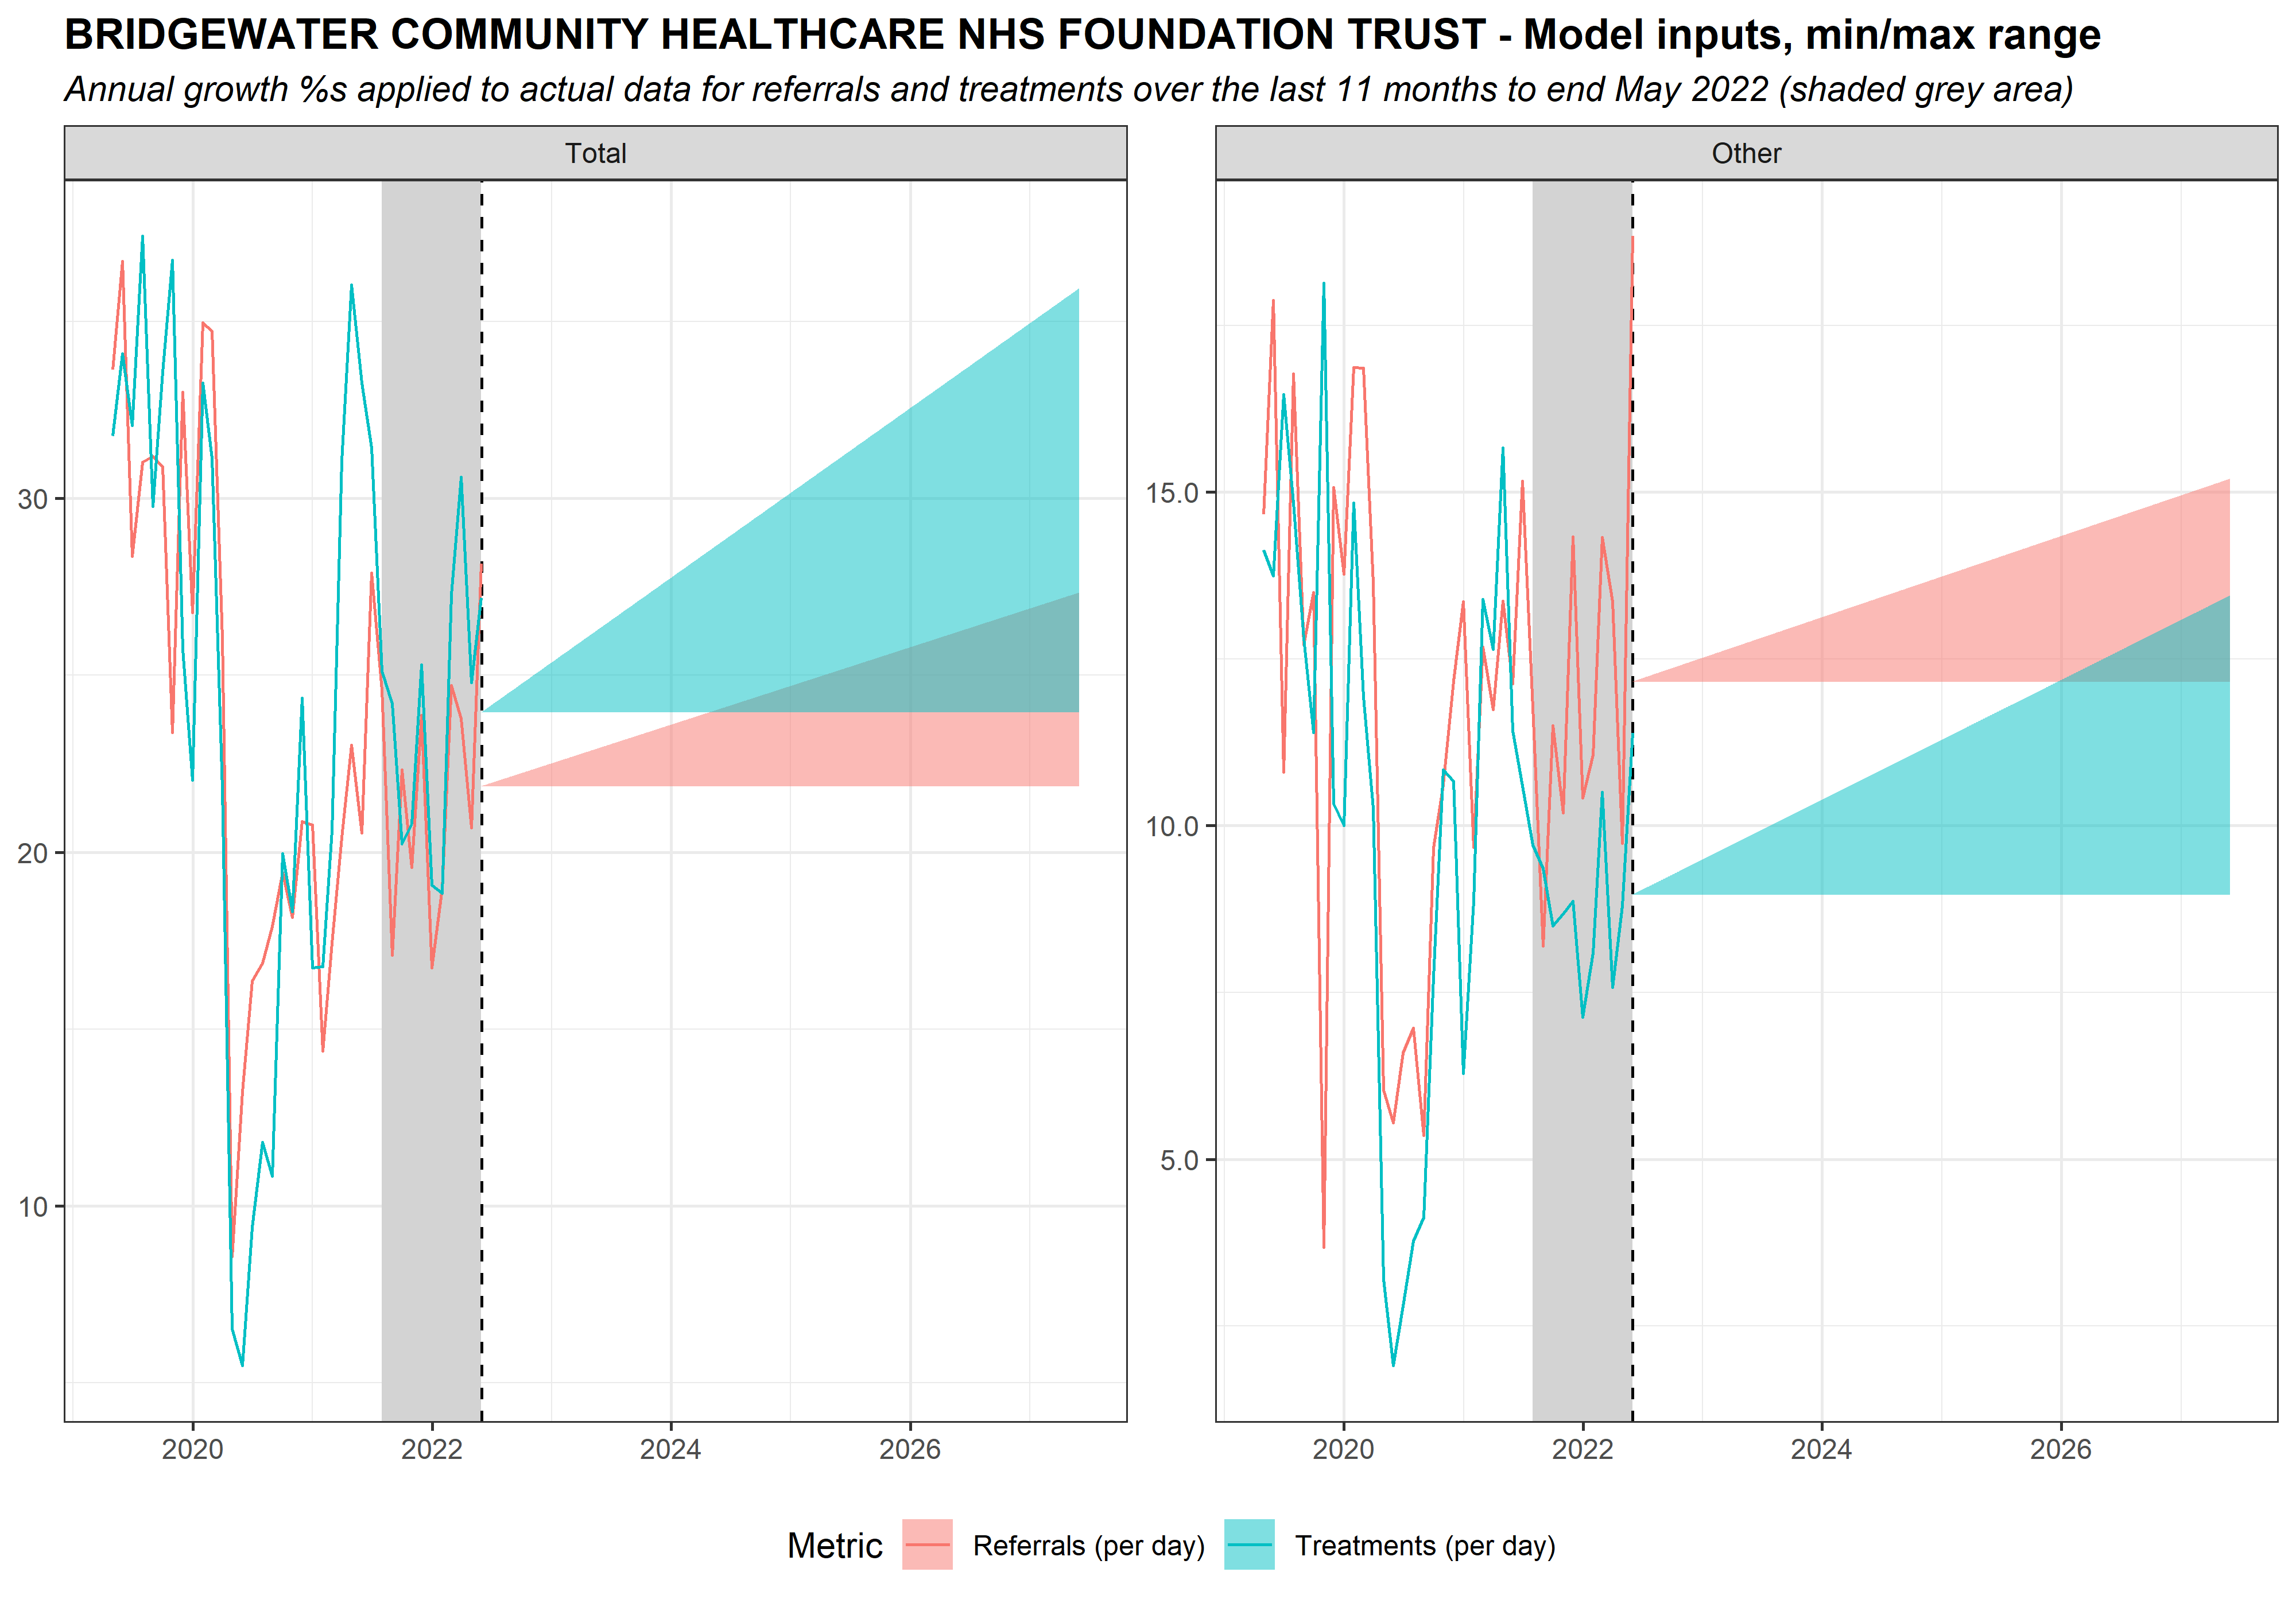 BRIDGEWATER COMMUNITY HEALTHCARE NHS FOUNDATION TRUST - Model inputs, min/max range
Annual growth %s applied to actual data for referrals and treatments over the last 11 months to end May 2022 (shaded grey area)
Total
30
20
10
2020 2022 2024 2026
Other
15.0
10.0
5.0
2020 2022 2024 2026
Metric Referrals (per day) Treatments (per day)